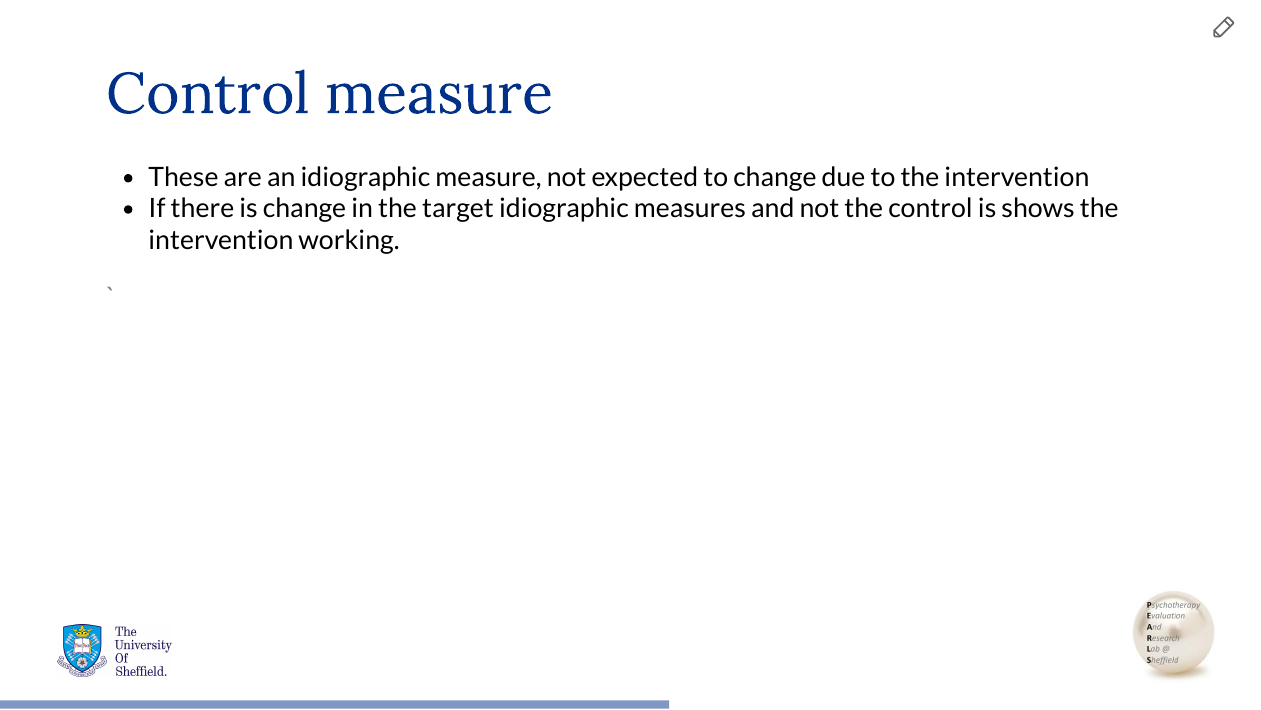 Control measure
• These are an idiographic measure, not expected to change due to the intervention
• If there is change in the target idiographic measures and not the control is shows the
intervention working.
`
The
University
Of
Sheffield.
Psychotherapy
Evaluation
And
Research
Lab @
Sheffield